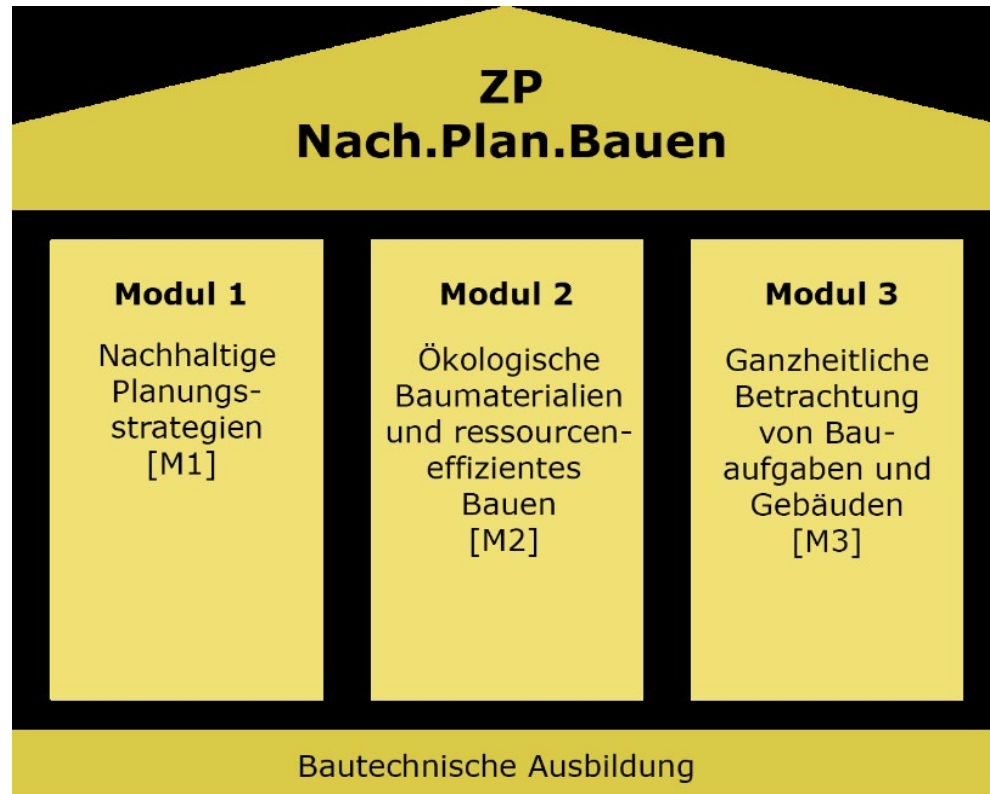 ZP
Nach.Plan.Bauen
Modul 1
Nachhaltige
Planungs-
strategien
[M1]
Modul 2
Ökologische
Baumaterialien
und ressourcen-
effizientes
Bauen
[M2]
Modul 3
Ganzheitliche
Betrachtung
von Bau-
aufgaben und
Gebäuden
[M3]
Bautechnische Ausbildung